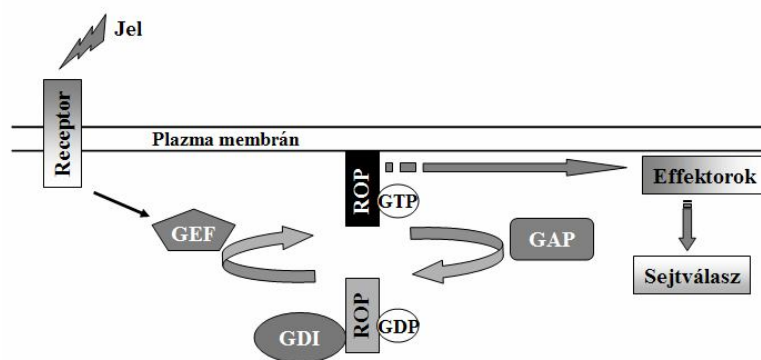 Jel
Receptor
Plazma membrán
ROP
GTP
Effektorok
GEF
GAP
Sejtválasz
ROP
GDP
GDI